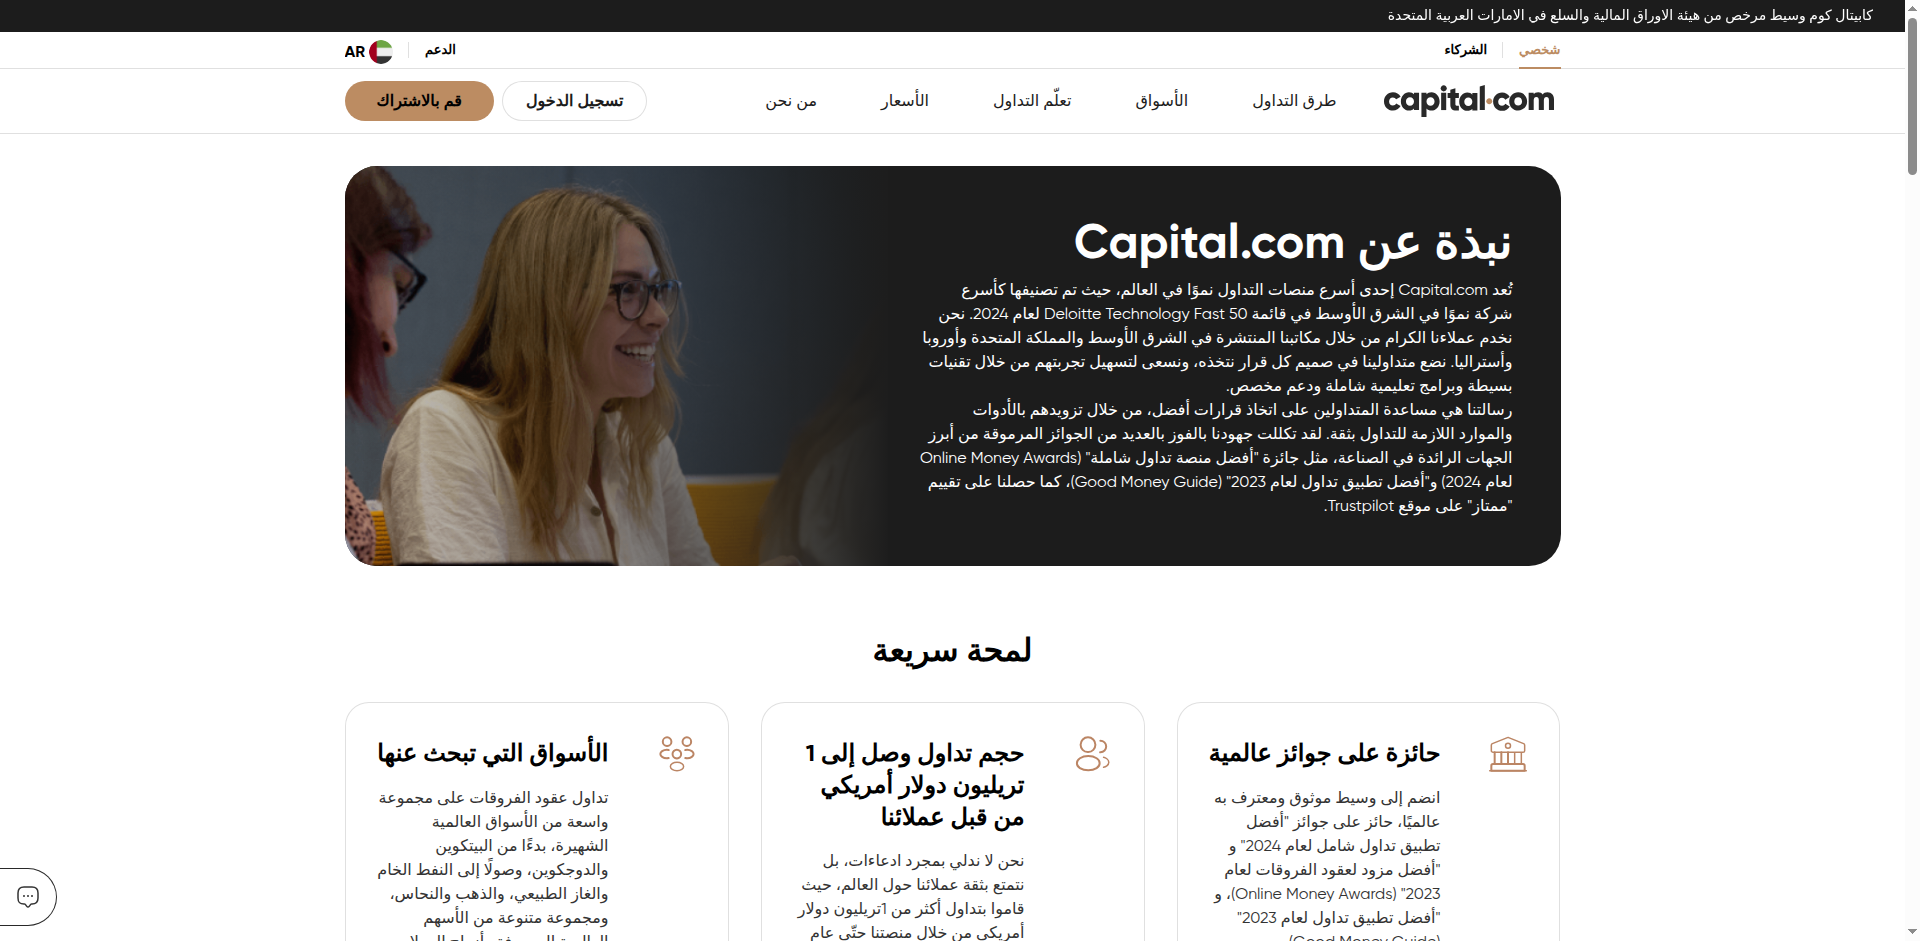 كابيتال كوم وسيط مرخص من هيئة الاوراق المالية والسلع في الامارات العربية المتحدة
شخصي
الشركاء
الدعم
AR
capital.com
طرق التداول
الأسواق
تعلّم التداول
الأسعار
من نحن
تسجيل الدخول
قم بالاشتراك
نبذة عن Capital.com
تُعد Capital.com إحدى أسرع منصات التداول نموًا في العالم، حيث تم تصنيفها كأسرع
شركة نموًا في الشرق الأوسط في قائمة Deloitte Technology Fast 50 لعام 2024. نحن
نخدم عملاءنا الكرام من خلال مكاتبنا المنتشرة في الشرق الأوسط والمملكة المتحدة وأوروبا
وأستراليا. نضع متداولينا في صميم كل قرار نتخذه، ونسعى لتسهيل تجربتهم من خلال تقنيات
بسيطة وبرامج تعليمية شاملة ودعم مخصص.
رسالتنا هي مساعدة المتداولين على اتخاذ قرارات أفضل، من خلال تزويدهم بالأدوات
والموارد اللازمة للتداول بثقة. لقد تكللت جهودنا بالفوز بالعديد من الجوائز المرموقة من أبرز
الجهات الرائدة في الصناعة، مثل جائزة "أفضل منصة تداول شاملة" (Online Money Awards
لعام 2024) و"أفضل تطبيق تداول لعام 2023" (Good Money Guide)، كما حصلنا على تقييم
"ممتاز" على موقع Trustpilot.
لمحة سريعة
حائزة على جوائز عالمية
انضم إلى وسيط موثوق ومعترف به
عالميًا، حائز على جوائز "أفضل
تطبيق تداول شامل لعام 2024" و
"أفضل مزود لعقود الفروقات لعام
2023" (Online Money Awards)، و
"أفضل تطبيق تداول لعام 2023"
(Good Money Guide)
حجم تداول وصل إلى 1
تريليون دولار أمريكي
من قبل عملائنا
نحن لا ندلي بمجرد ادعاءات، بل
نتمتع بثقة عملائنا حول العالم، حيث
قاموا بتداول أكثر من 1تريليون دولار
أمريكي من خلال منصتنا حتّى عام
الأسواق التي تبحث عنها
تداول عقود الفروقات على مجموعة
واسعة من الأسواق العالمية
الشهيرة، بدءًا من البيتكوين
والدوجكوين، وصولًا إلى النفط الخام
والغاز الطبيعي، والذهب والنحاس،
ومجموعة متنوعة من الأسهم